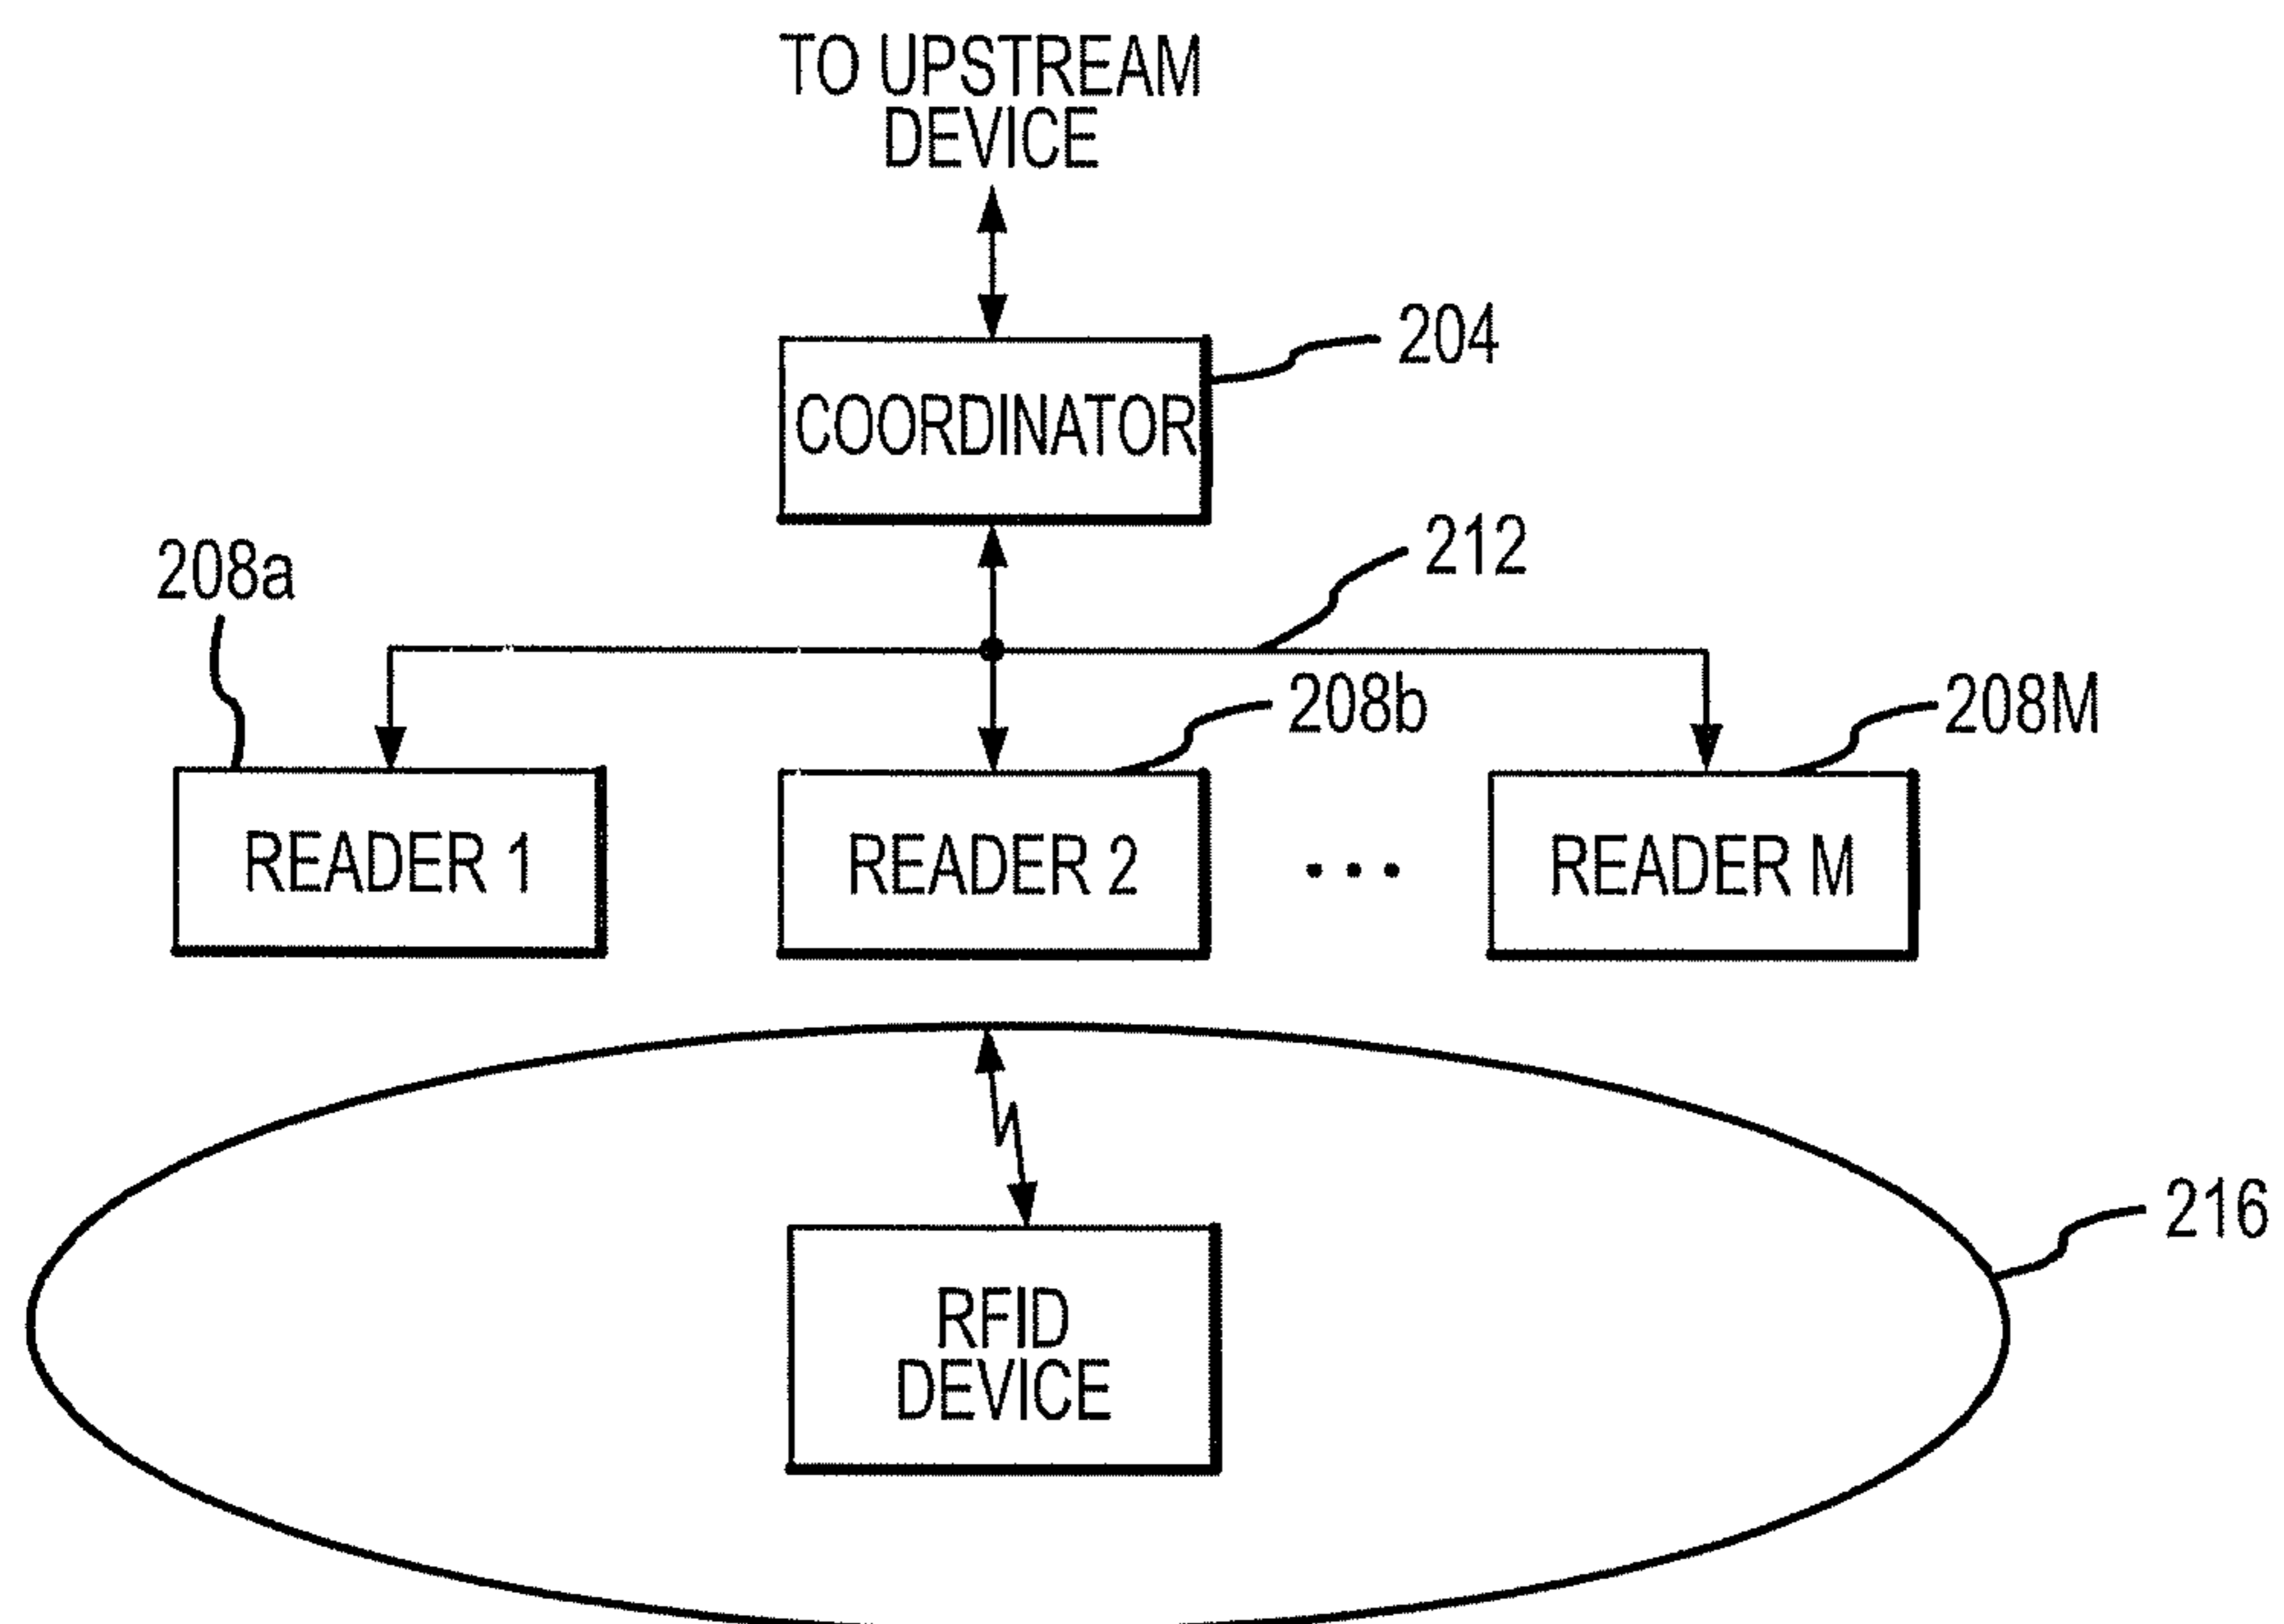 TO UPSTREAM
DEVICE
204
COORDINATOR
212
208a
208b
208M
READER 1
READER 2
• • •
READER M
216
RFID
DEVICE